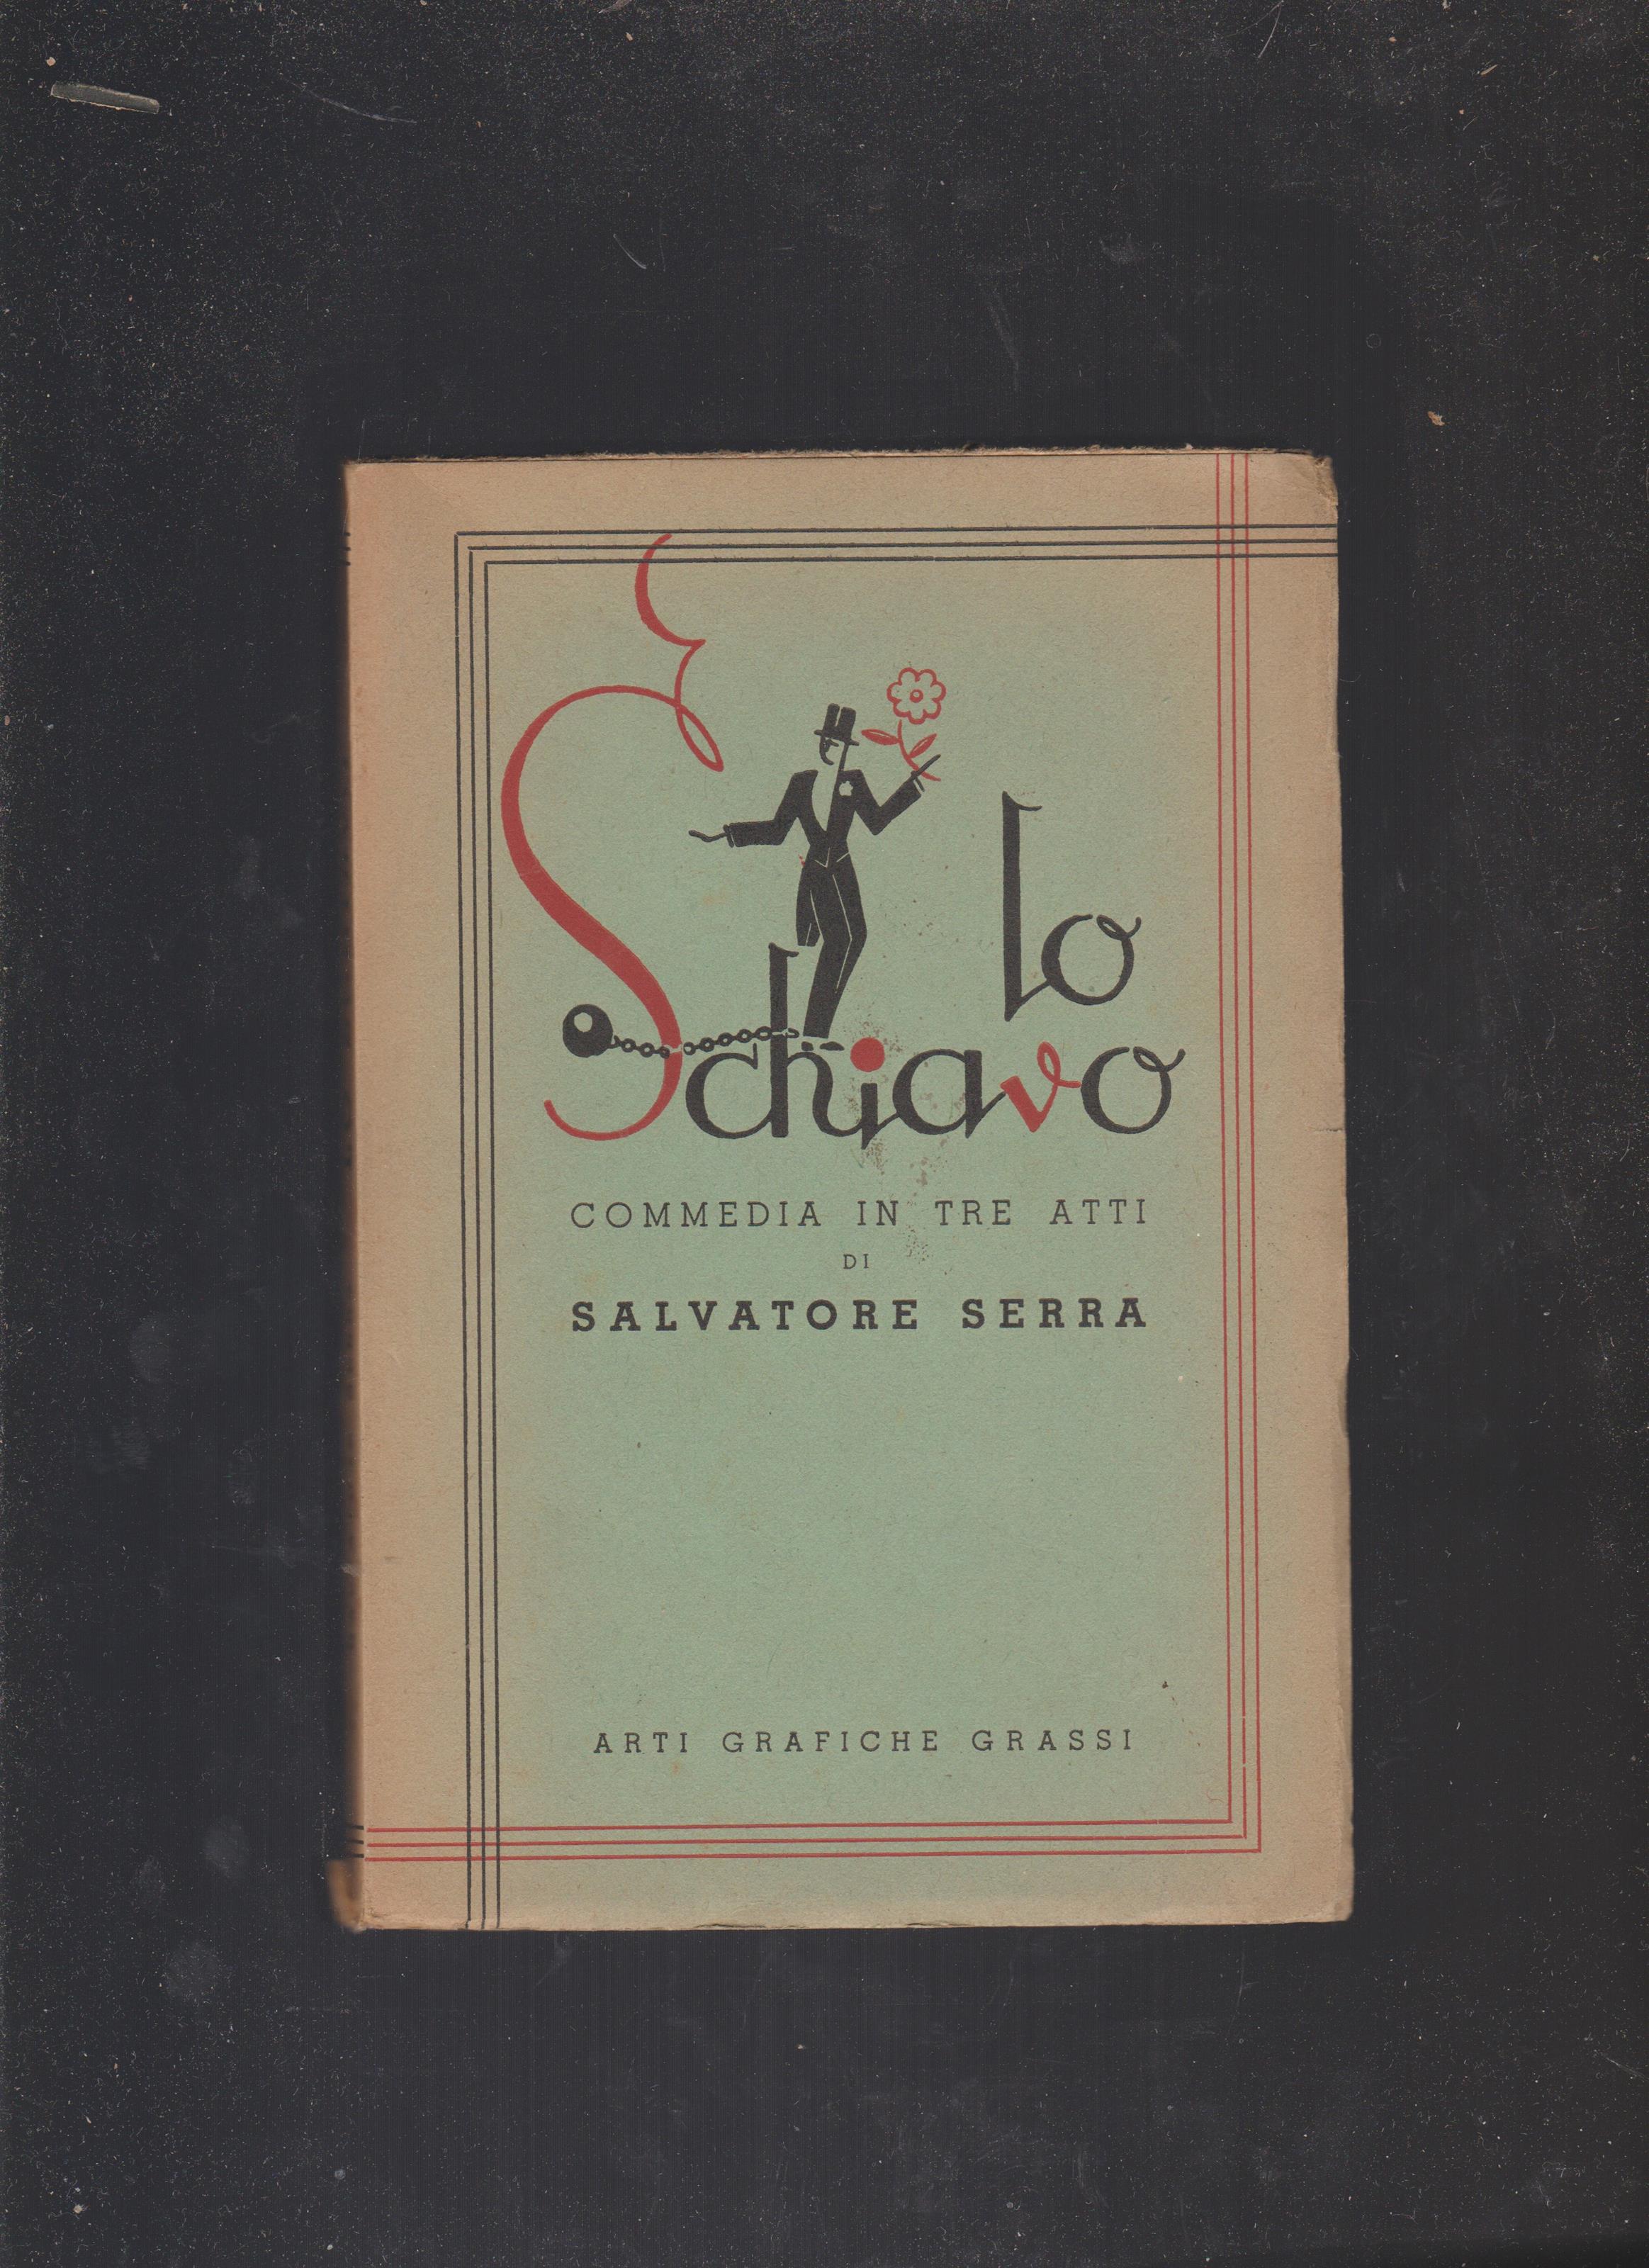 Lo
Schiavo
COMMEDIA IN TRE ATTI
DI
SALVATORE SERRA
ARTI GRAFICHE GRASSI